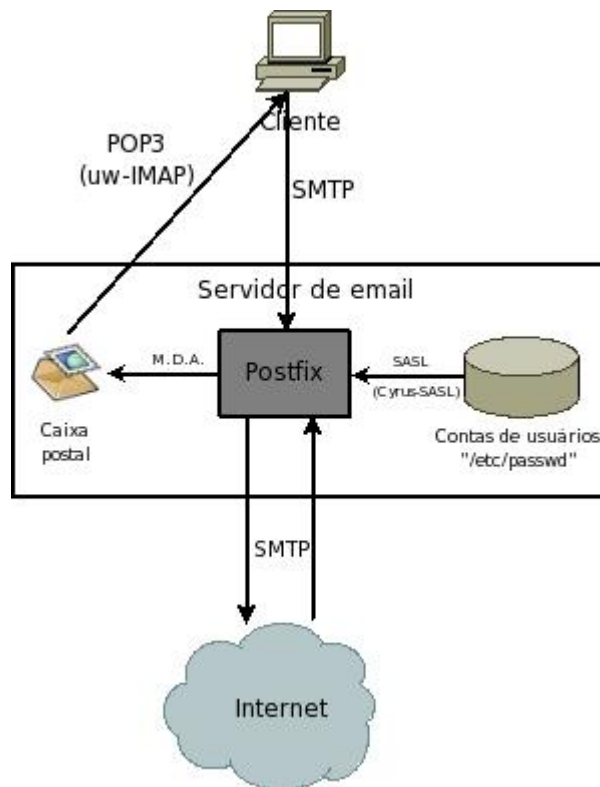 Cliente
POP3
(uw-IMAP)
SMTP
Servidor de email
M.D.A.
Postfix
SASL
(Cyrus-SASL)
Caixa
postal
Contas de usuários
"/etc/passwd"
SMTP
Internet